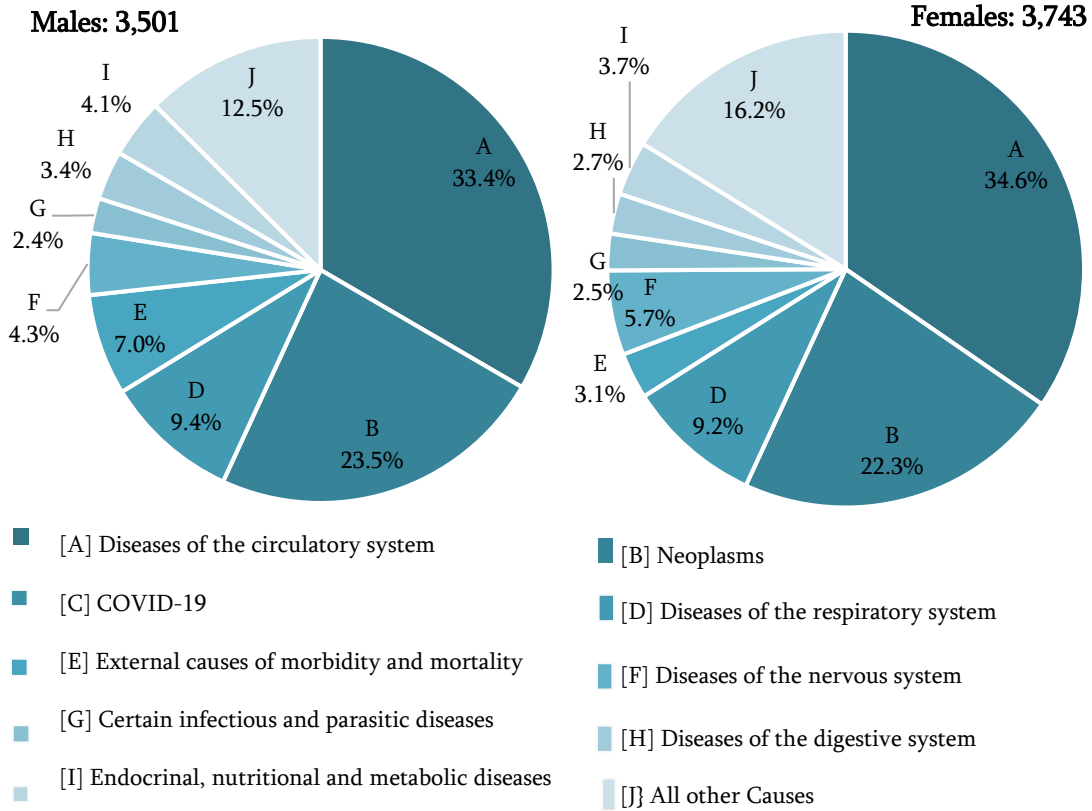 Males: 3,501
J
12.5%
I
4.1%
H
3.4%
G
2.4%
F
4.3%
E
7.0%
D
9.4%
B
23.5%
A
33.4%
Females: 3,743
I
3.7%
J
16.2%
H
2.7%
G
2.5%
F
5.7%
E
3.1%
D
9.2%
B
22.3%
A
34.6%
[A] Diseases of the circulatory system
[B] Neoplasms
[C] COVID-19
[D] Diseases of the respiratory system
[E] External causes of morbidity and mortality
[F] Diseases of the nervous system
[G] Certain infectious and parasitic diseases
[H] Diseases of the digestive system
[I] Endocrinal, nutritional and metabolic diseases
[J} All other Causes